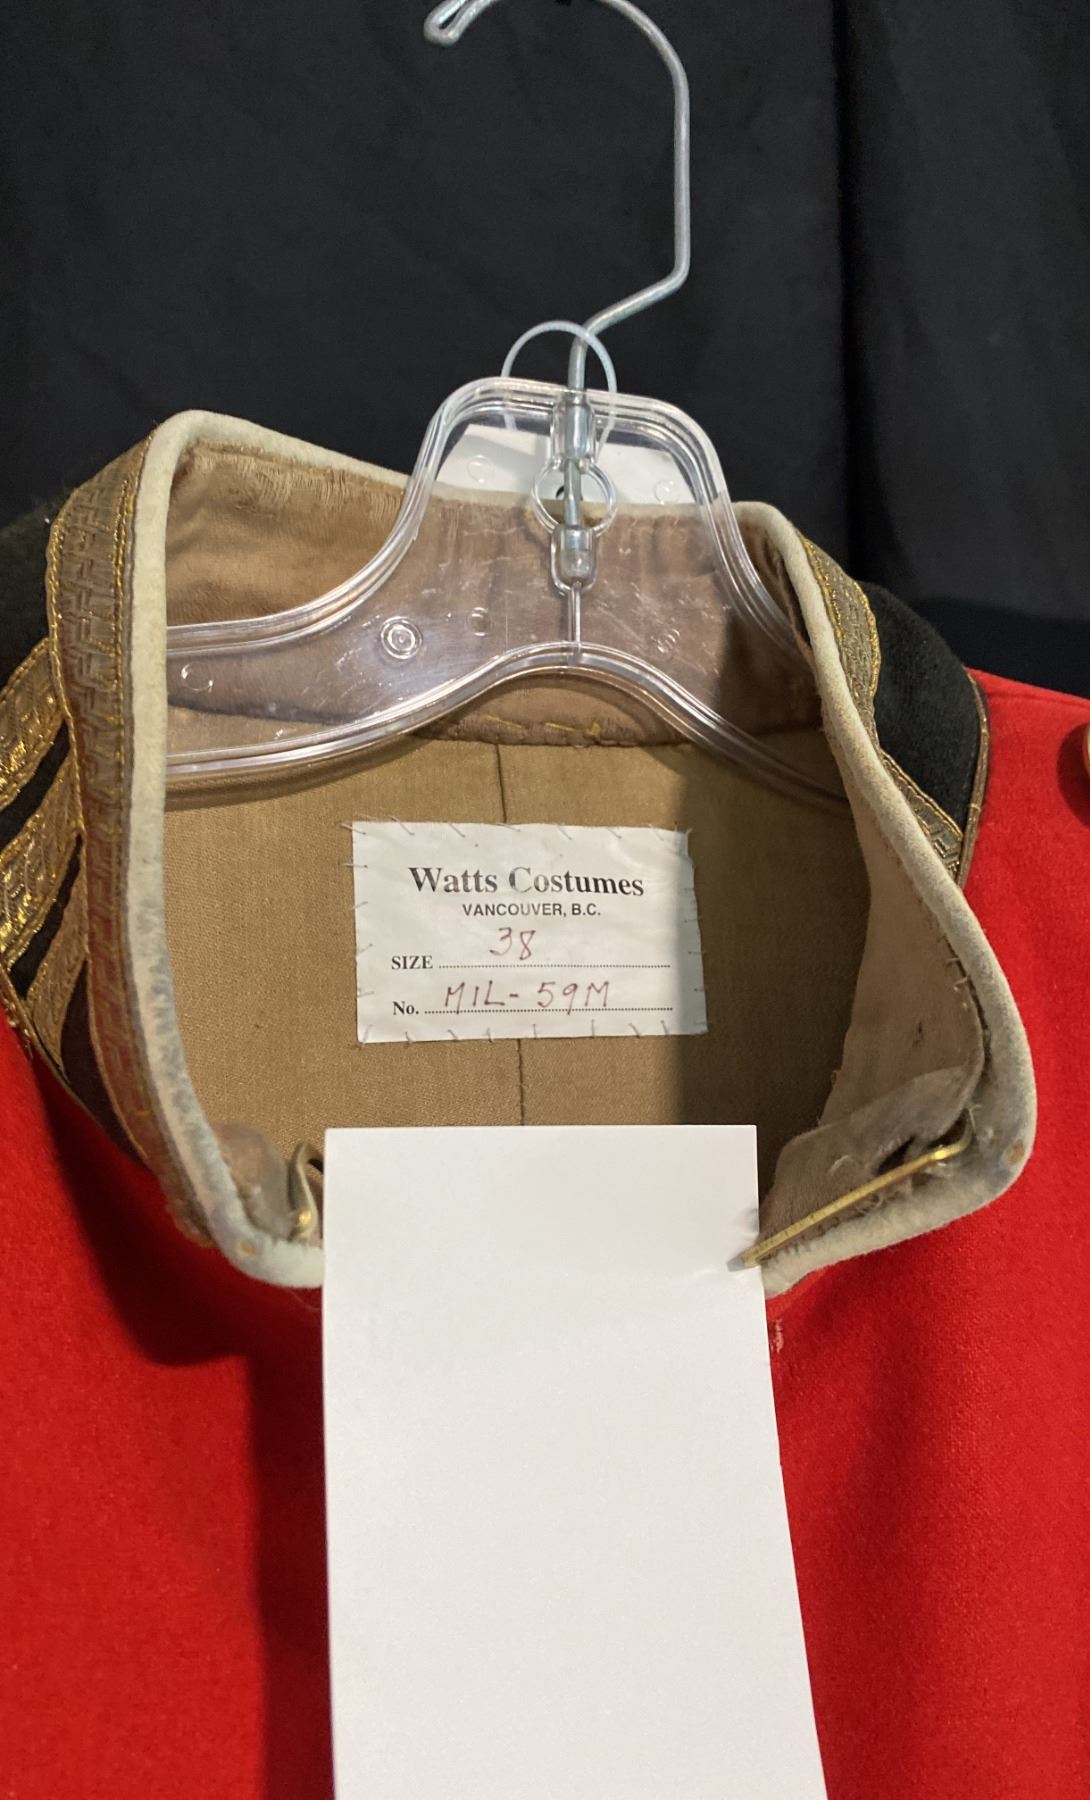 Watts Costumes
VANCOUVER, B.C.
SIZE 38
No. MIL-59M